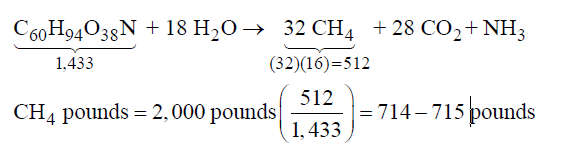 C₆₀H₉₄O₃₈N + 18 H₂O → 32 CH₄ + 28 CO₂ + NH₃
1,433 (32)(16)=512
CH₄ pounds = 2,000 pounds(512/1,433) = 714 – 715 pounds